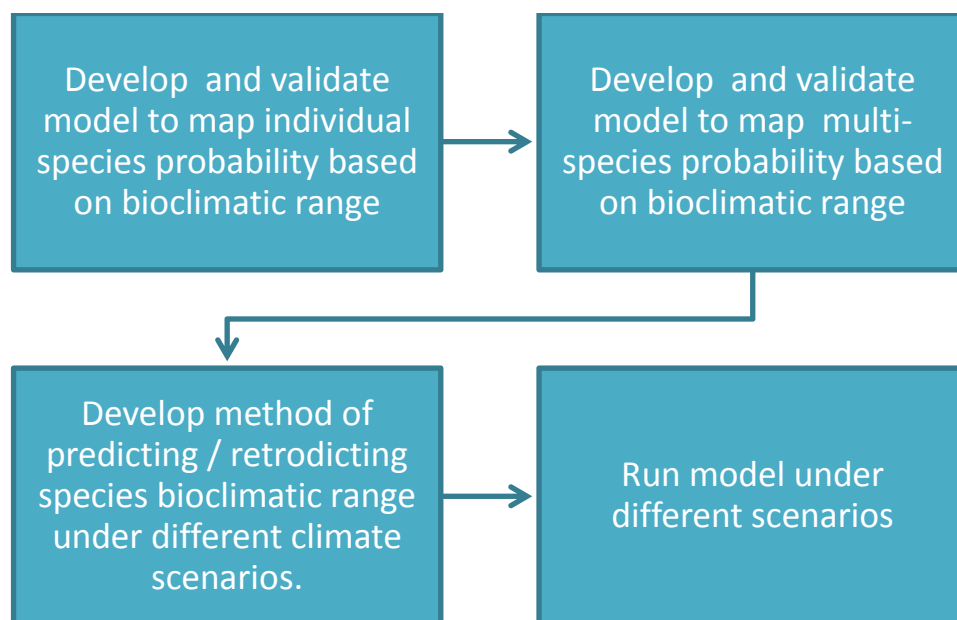 Develop  and validate
model to map individual
species probability based
on bioclimatic range
Develop  and validate
model to map  multi-
species probability based
on bioclimatic range
Develop method of
predicting / retrodicting
species bioclimatic range
under different climate
scenarios.
Run model under
different scenarios